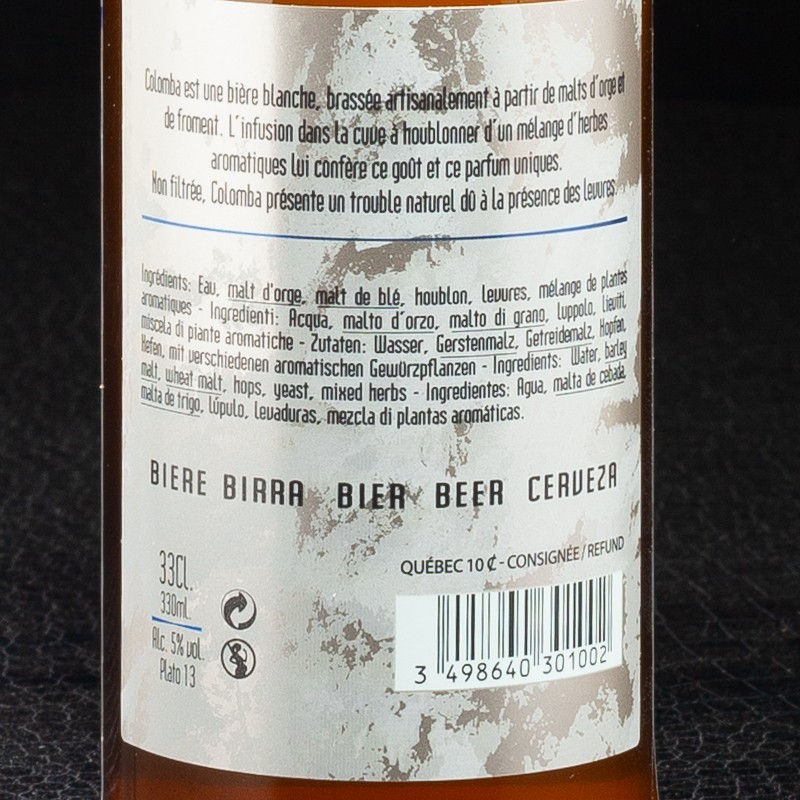 Colomba est une bière blanche, brassée artisanalement à partir de malts d'orge et
de froment. L'infusion dans la cuve à houblonner d'un mélange d'herbes
aromatiques lui confère ce goût et ce parfum uniques.
Non filtrée, Colomba présente un trouble naturel dû à la présence des levures.
Ingrédients: Eau, malt d'orge, malt de blé, houblon, levures, mélange de plantes
aromatiques - Ingredienti: Acqua, malto d'orzo, malto di grano, luppolo, Lieviti,
miscela di piante aromatiche - Zutaten: Wasser, Gerstenmalz, Getreidemalz, Hopfen,
Hefen, mit verschiedenen aromatischen Gewürzpflanzen - Ingredients: Water, barley
malt, wheat malt, hops, yeast, mixed herbs - Ingredientes: Agua, malta de cebada,
malta de trigo, lúpulo, levaduras, mezcla di plantas aromáticas.
BIERE BIRRA BIER BEER CERVEZA
33Cl.
330ml.
Alc. 5% vol.
Plato 13
QUÉBEC 10 ¢ - CONSIGNÉE / REFUND
3 498640 301002